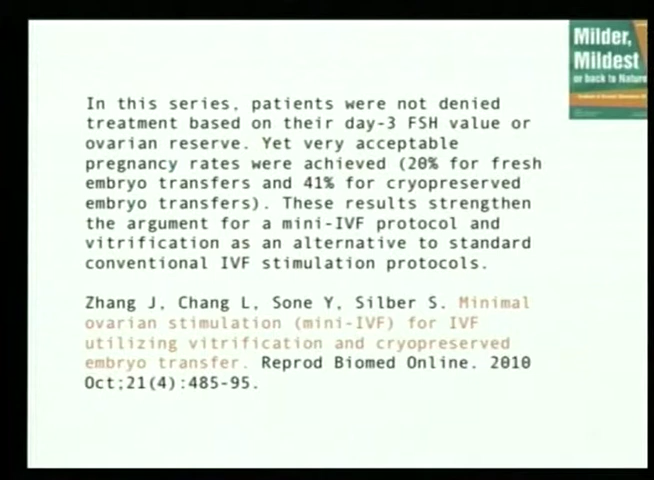 Milder,
Mildest
or back to Nature
In this series, patients were not denied
treatment based on their day-3 FSH value or
ovarian reserve. Yet very acceptable
pregnancy rates were achieved (20% for fresh
embryo transfers and 41% for cryopreserved
embryo transfers). These results strengthen
the argument for a mini-IVF protocol and
vitrification as an alternative to standard
conventional IVF stimulation protocols.
Zhang J, Chang L, Sone Y, Silber S. Minimal
ovarian stimulation (mini-IVF) for IVF
utilizing vitrification and cryopreserved
embryo transfer. Reprod Biomed Online. 2010
Oct;21(4):485-95.